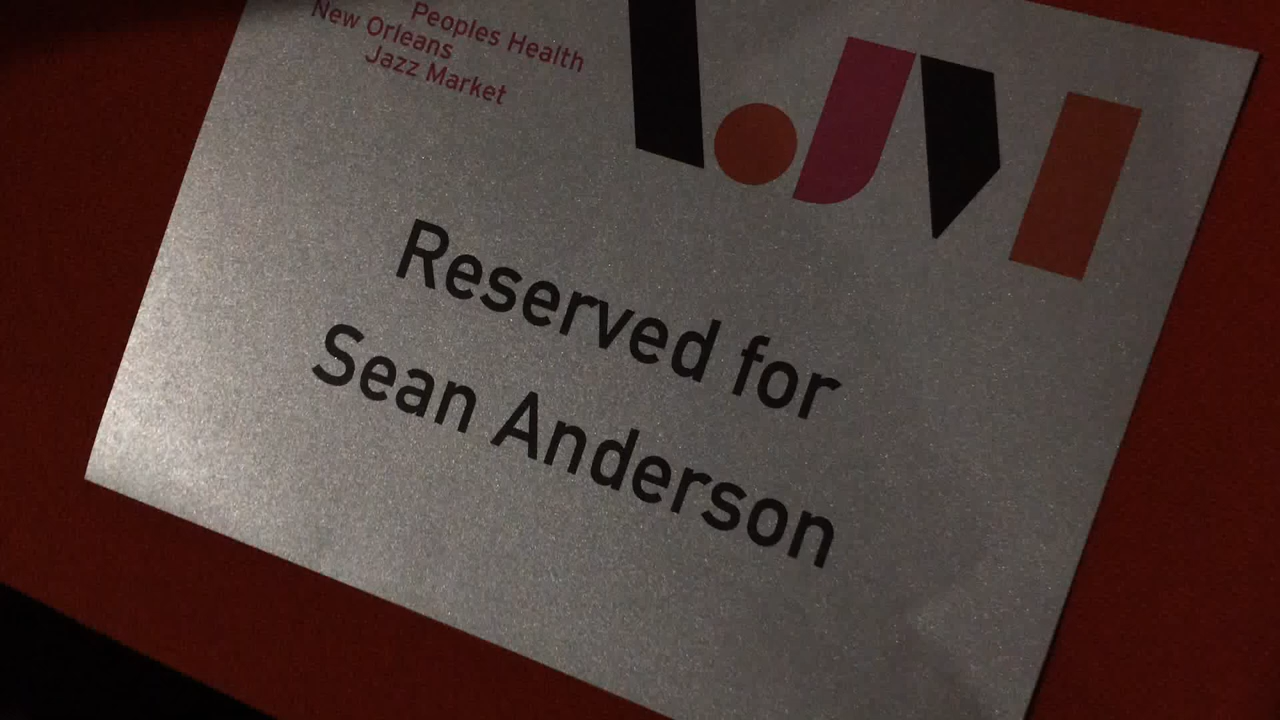 Peoples Health
New Orleans
Jazz Market
Reserved for
Sean Anderson